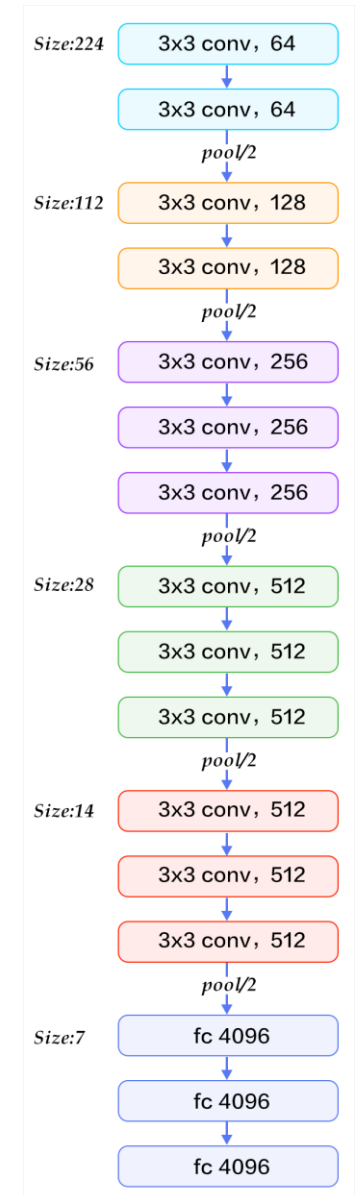 Size:224
3x3 conv，64
3x3 conv，64
pool/2
Size:112
3x3 conv，128
3x3 conv，128
pool/2
Size:56
3x3 conv，256
3x3 conv，256
3x3 conv，256
pool/2
Size:28
3x3 conv，512
3x3 conv，512
3x3 conv，512
pool/2
Size:14
3x3 conv，512
3x3 conv，512
3x3 conv，512
pool/2
Size:7
fc 4096
fc 4096
fc 4096